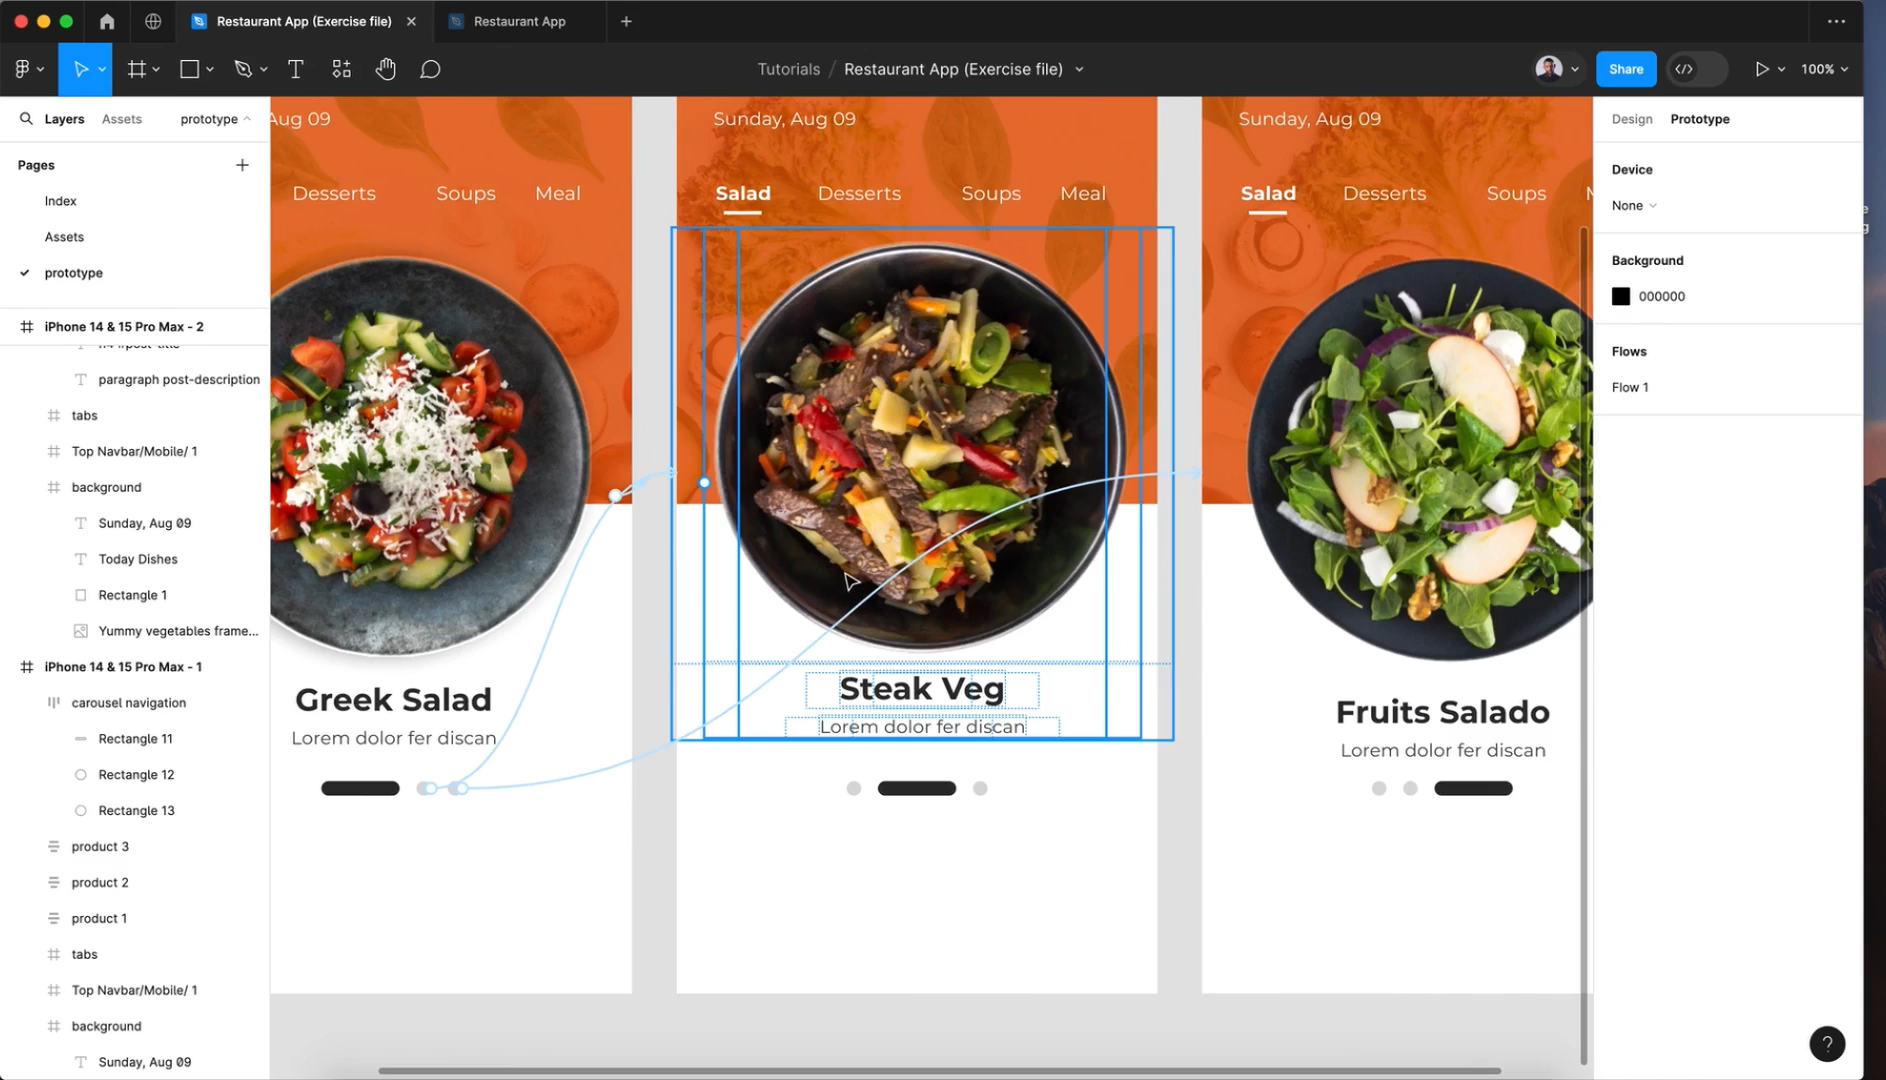 Restaurant App (Exercise file)
Restaurant App
Tutorials / Restaurant App (Exercise file)
Share
100%
Layers
Assets
prototype
Pages
Index
Assets
prototype
iPhone 14 & 15 Pro Max - 2
paragraph post-description
tabs
Top Navbar/Mobile/ 1
background
Sunday, Aug 09
Today Dishes
Rectangle 1
Yummy vegetables frame...
iPhone 14 & 15 Pro Max - 1
carousel navigation
Rectangle 11
Rectangle 12
Rectangle 13
product 3
product 2
product 1
tabs
Top Navbar/Mobile/ 1
background
Sunday, Aug 09
Aug 09
Desserts Soups Meal
Greek Salad
Lorem dolor fer discan
Sunday, Aug 09
Salad Desserts Soups Meal
Steak Veg
Lorem dolor fer discan
Sunday, Aug 09
Salad Desserts Soups M
Fruits Salado
Lorem dolor fer discan
Design
Prototype
Device
None
Background
000000
Flows
Flow 1
?